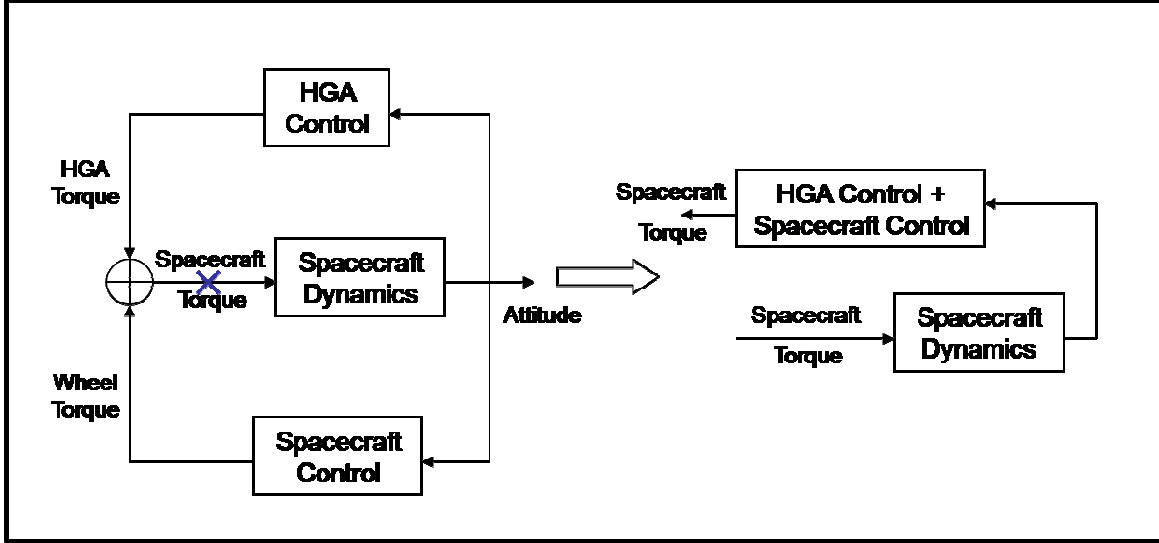 HGA
Control
HGA
Torque
Spacecraft
Torque
Spacecraft
Dynamics
Attitude
Wheel
Torque
Spacecraft
Control
Spacecraft
Torque
HGA Control +
Spacecraft Control
Spacecraft
Torque
Spacecraft
Dynamics